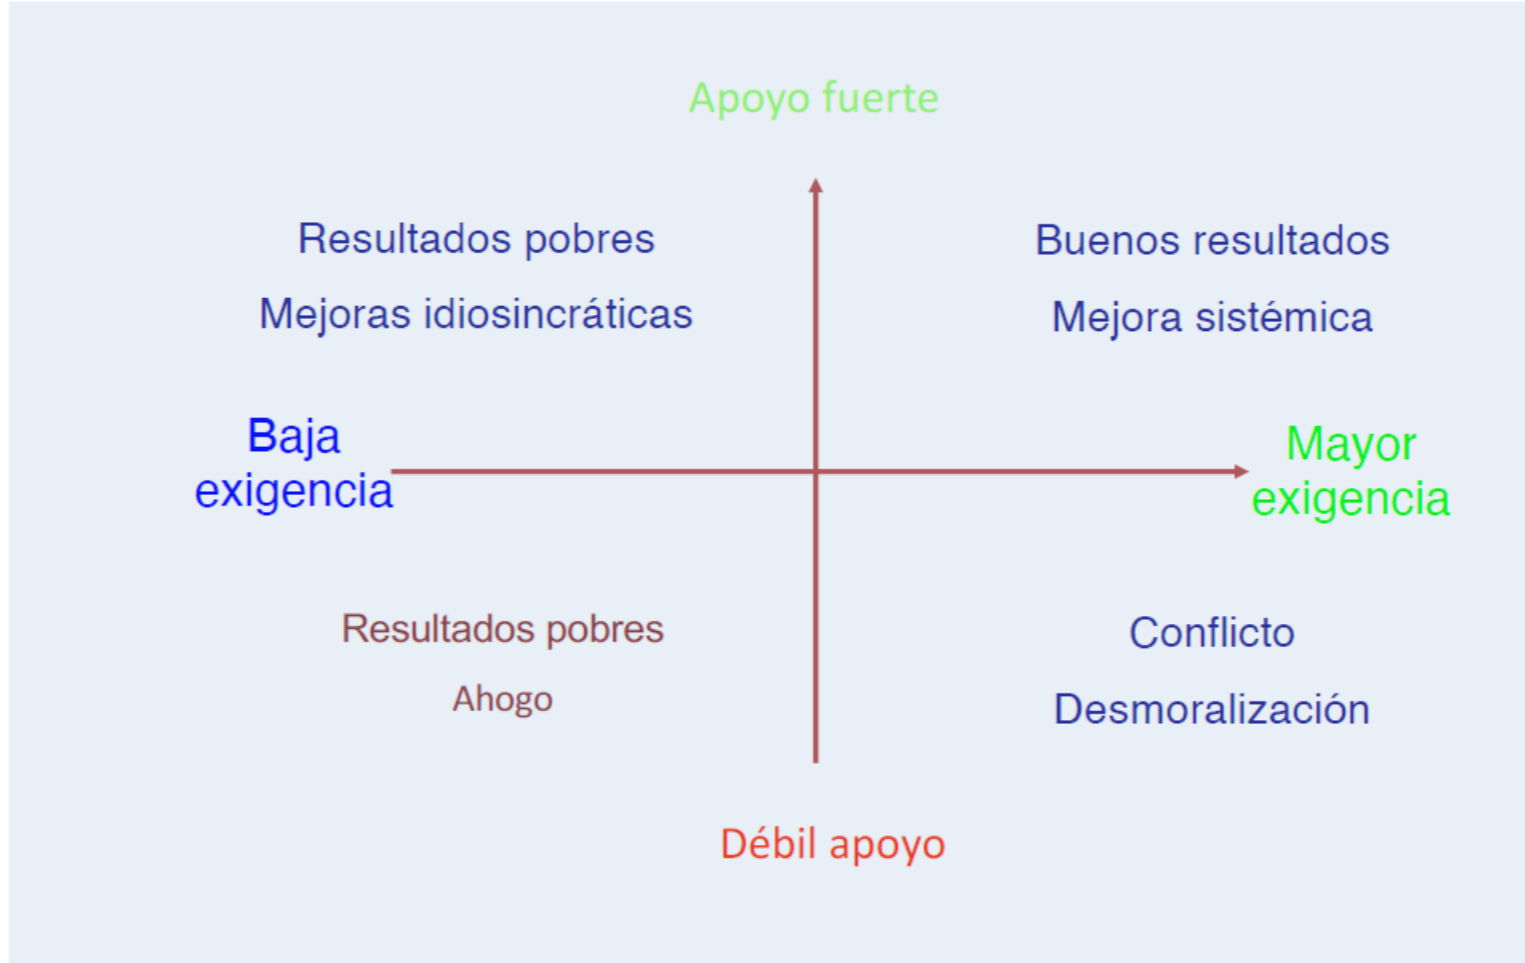 Apoyo fuerte
Resultados pobres
Mejoras idiosincráticas
Buenos resultados
Mejora sistémica
Baja
exigencia
Mayor
exigencia
Resultados pobres
Ahogo
Conflicto
Desmoralización
Débil apoyo